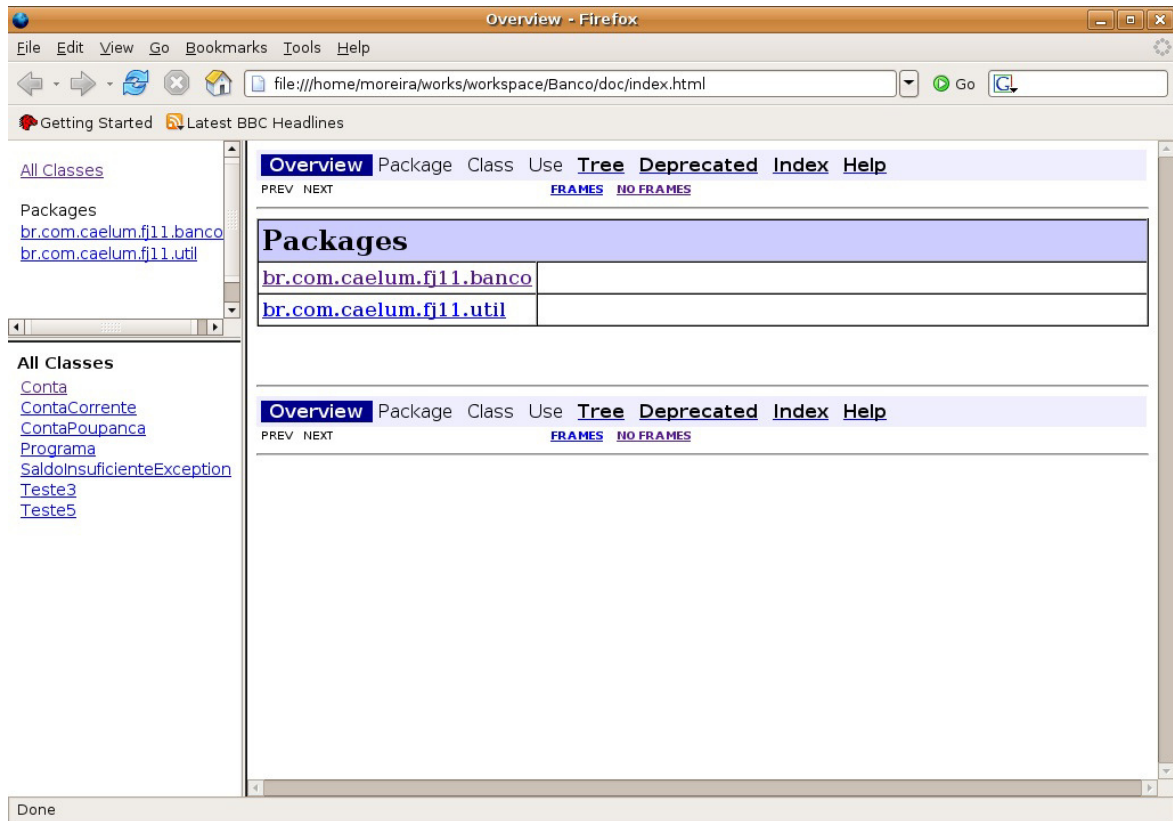 Overview - Firefox
File Edit View Go Bookmarks Tools Help
file:///home/moreira/works/workspace/Banco/doc/index.html Go G
Getting Started Latest BBC Headlines
All Classes
Packages
br.com.caelum.fj11.banco
br.com.caelum.fj11.util
All Classes
Conta
ContaCorrente
ContaPoupanca
Programa
SaldoInsuficienteException
Teste3
Teste5
Overview Package Class Use Tree Deprecated Index Help
PREV NEXT FRAMES NO FRAMES
Packages
br.com.caelum.fj11.banco
br.com.caelum.fj11.util
Overview Package Class Use Tree Deprecated Index Help
PREV NEXT FRAMES NO FRAMES
Done